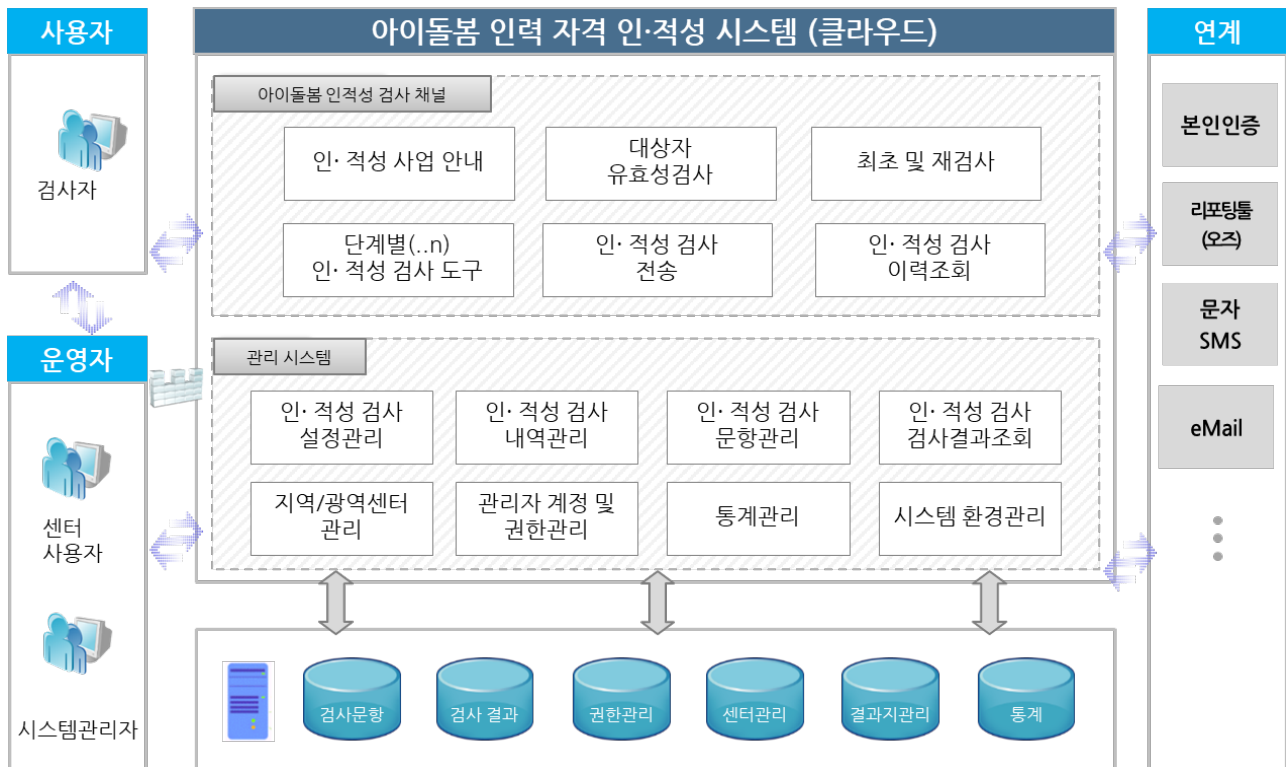 사용자
검사자
운영자
센터
사용자
시스템관리자
아이돌봄 인력 자격 인·적성 시스템 (클라우드)
아이돌봄 인적성 검사 채널
인· 적성 사업 안내
대상자
유효성검사
최초 및 재검사
단계별(..n)
인· 적성 검사 도구
인· 적성 검사
전송
인· 적성 검사
이력조회
관리 시스템
인· 적성 검사
설정관리
인· 적성 검사
내역관리
인· 적성 검사
문항관리
인· 적성 검사
검사결과조회
지역/광역센터
관리
관리자 계정 및
권한관리
통계관리
시스템 환경관리
검사문항
검사 결과
권한관리
센터관리
결과지관리
통계
연계
본인인증
리포팅툴
(오즈)
문자
SMS
eMail